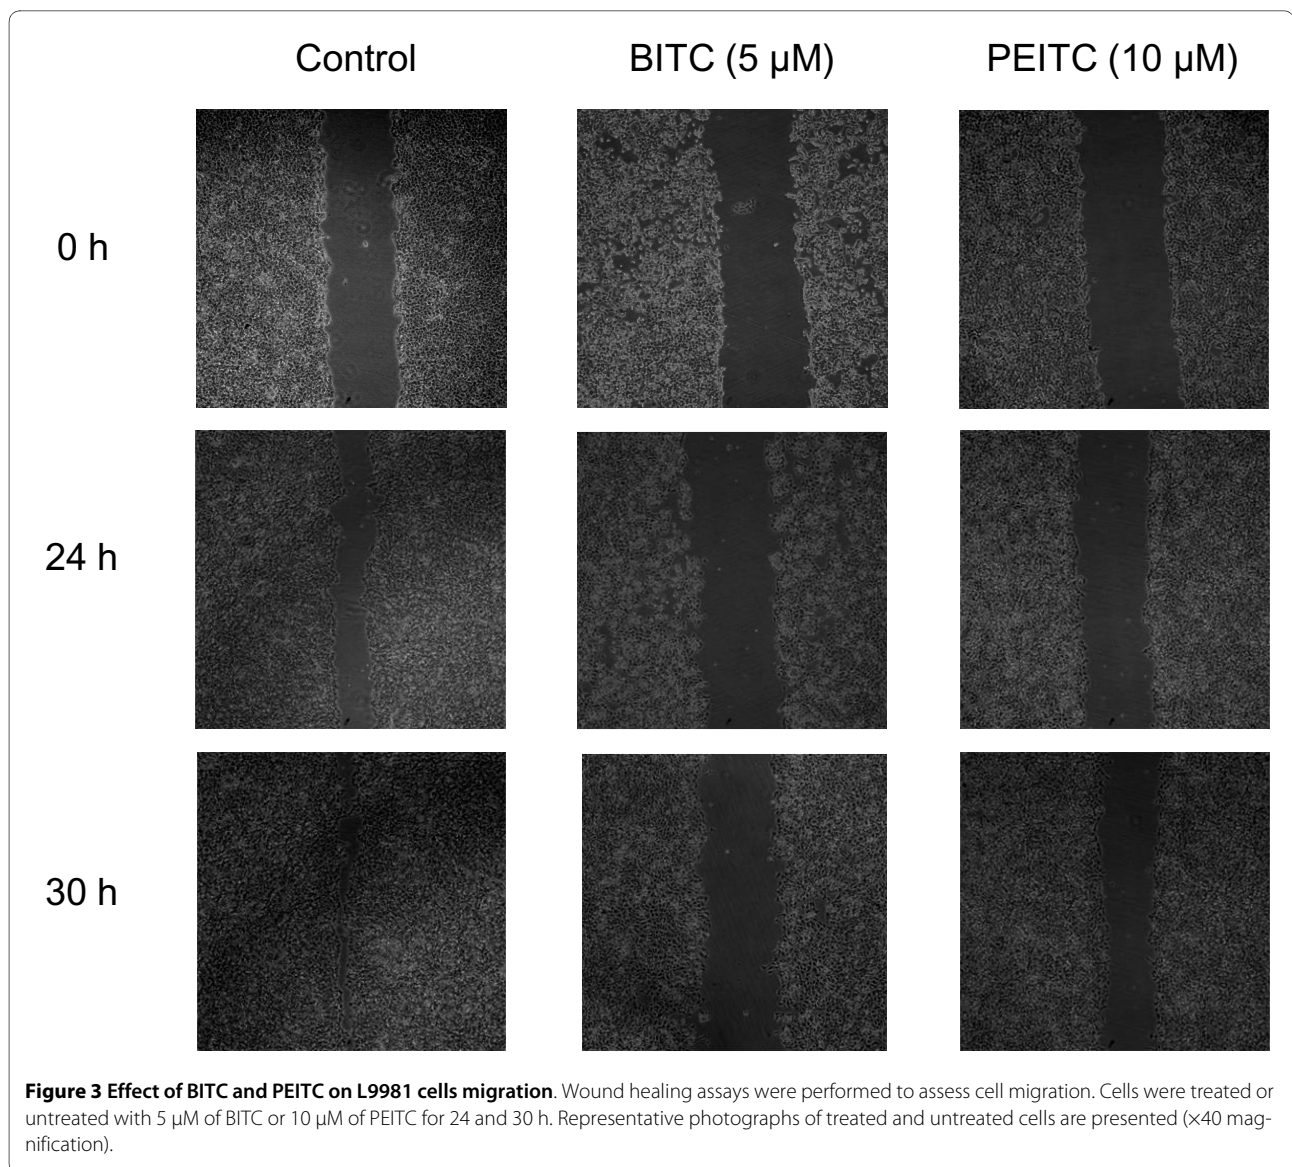 Control BITC (5 µM) PEITC (10 µM)
0 h
24 h
30 h
Figure 3 Effect of BITC and PEITC on L9981 cells migration. Wound healing assays were performed to assess cell migration. Cells were treated or
untreated with 5 µM of BITC or 10 µM of PEITC for 24 and 30 h. Representative photographs of treated and untreated cells are presented (×40 mag-
nification).